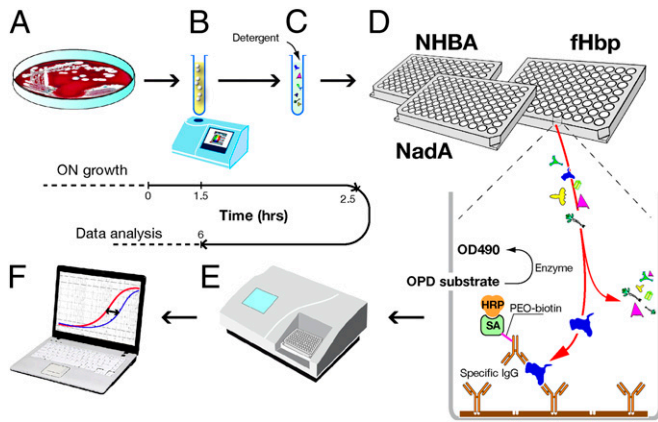 A
B
C
D
Detergent
NHBA
fHbp
NadA
ON growth
0
1.5
2.5
Time (hrs)
Data analysis
6
OD490
Enzyme
OPD substrate
HRP
PEO-biotin
SA
Specific IgG
F
E